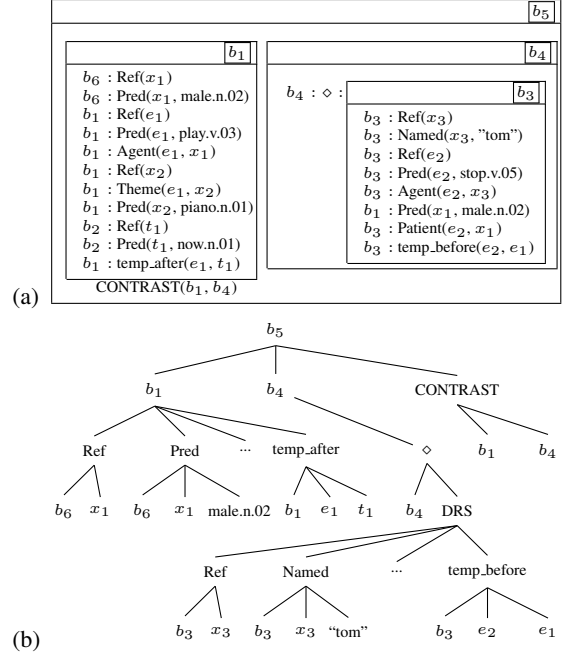 b5
b1 b4
b6 : Ref(x1)
b6 : Pred(x1, male.n.02)
b1 : Ref(e1)
b1 : Pred(e1, play.v.03)
b1 : Agent(e1, x1)
b1 : Ref(x2)
b1 : Theme(e1, x2)
b1 : Pred(x2, piano.n.01)
b2 : Ref(t1)
b2 : Pred(t1, now.n.01)
b1 : temp_after(e1, t1)
b4 : ⋄ :
b3
b3 : Ref(x3)
b3 : Named(x3, "tom")
b3 : Ref(e2)
b3 : Pred(e2, stop.v.05)
b3 : Agent(e2, x3)
b1 : Pred(x1, male.n.02)
b3 : Patient(e2, x1)
b3 : temp_before(e2, e1)
CONTRAST(b1, b4)
(a)
b5
b1 b4 CONTRAST
Ref Pred ... temp_after ⋄ b1 b4
b6 x1 b6 x1 male.n.02 b1 e1 t1 b4 DRS
Ref Named ... temp_before
b3 x3 b3 x3 “tom” b3 e2 e1
(b)